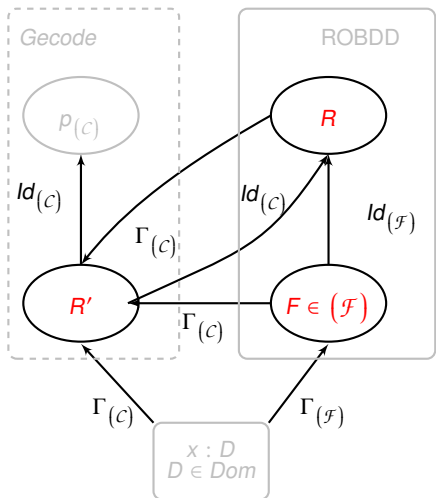 Gecode
ROBDD
p(C)
R
Id(C)
Id(C)
Γ(C)
Id(F)
R′
F ∈ (F)
Γ(C)
Γ(C)
Γ(F)
x : D
D ∈ Dom